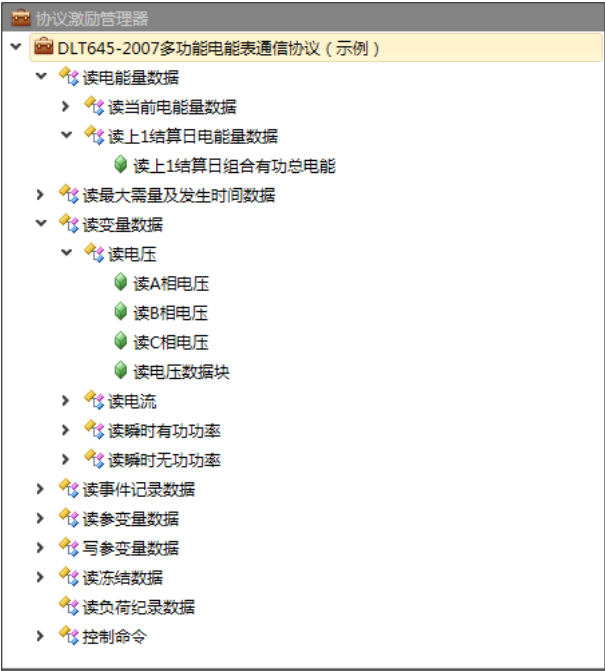 协议激励管理器
DLT645-2007多功能电能表通信协议（示例）
读电能量数据
读当前电能量数据
读上1结算日电能量数据
读上1结算日组合有功总电能
读最大需量及发生时间数据
读变量数据
读电压
读A相电压
读B相电压
读C相电压
读电压数据块
读电流
读瞬时有功功率
读瞬时无功功率
读事件记录数据
读参变量数据
写参变量数据
读冻结数据
读负荷纪录数据
控制命令